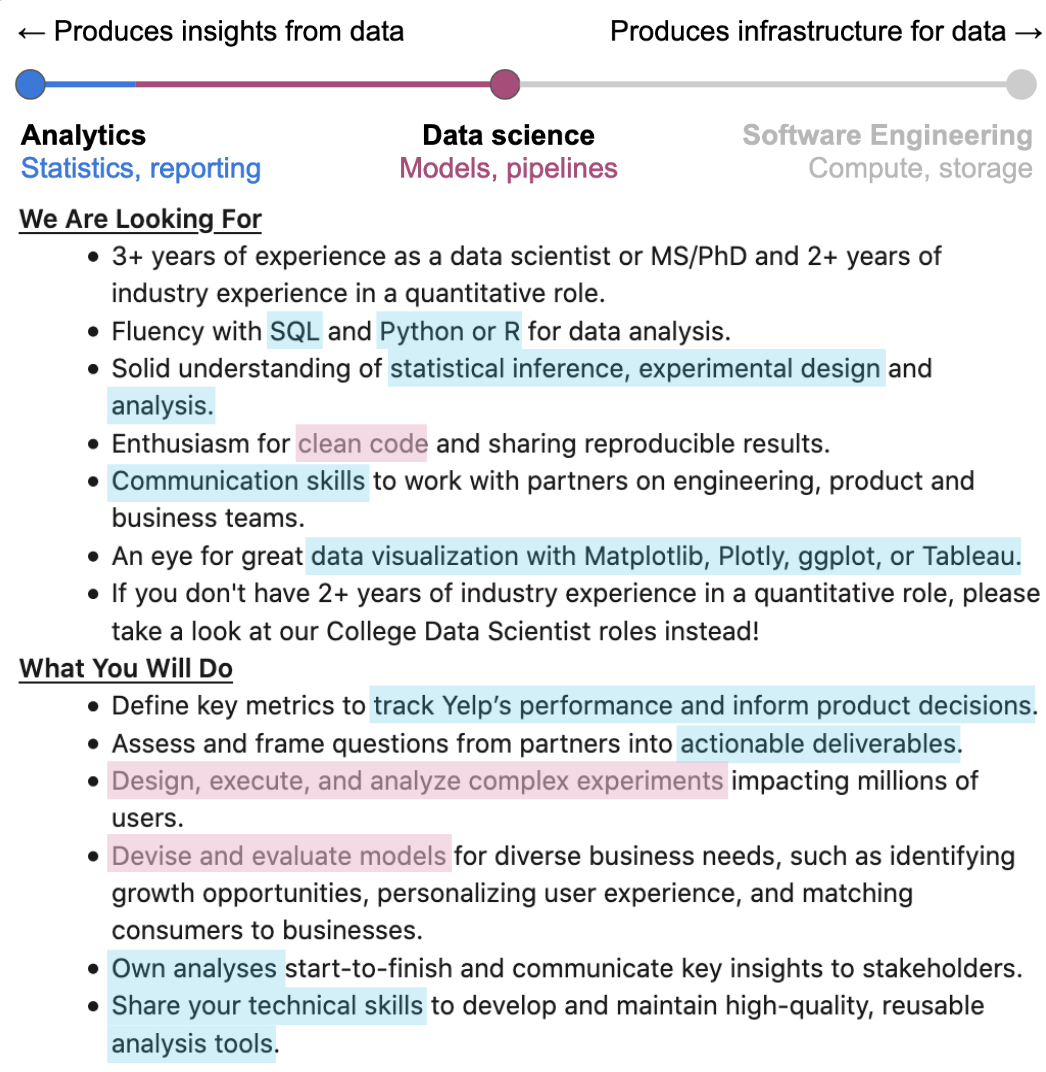 ← Produces insights from data
Produces infrastructure for data →
Analytics
Data science
Software Engineering
Statistics, reporting
Models, pipelines
Compute, storage
We Are Looking For
• 3+ years of experience as a data scientist or MS/PhD and 2+ years of
industry experience in a quantitative role.
• Fluency with SQL and Python or R for data analysis.
• Solid understanding of statistical inference, experimental design and
analysis.
• Enthusiasm for clean code and sharing reproducible results.
• Communication skills to work with partners on engineering, product and
business teams.
• An eye for great data visualization with Matplotlib, Plotly, ggplot, or Tableau.
• If you don't have 2+ years of industry experience in a quantitative role, please
take a look at our College Data Scientist roles instead!
What You Will Do
• Define key metrics to track Yelp’s performance and inform product decisions.
• Assess and frame questions from partners into actionable deliverables.
• Design, execute, and analyze complex experiments impacting millions of
users.
• Devise and evaluate models for diverse business needs, such as identifying
growth opportunities, personalizing user experience, and matching
consumers to businesses.
• Own analyses start-to-finish and communicate key insights to stakeholders.
• Share your technical skills to develop and maintain high-quality, reusable
analysis tools.